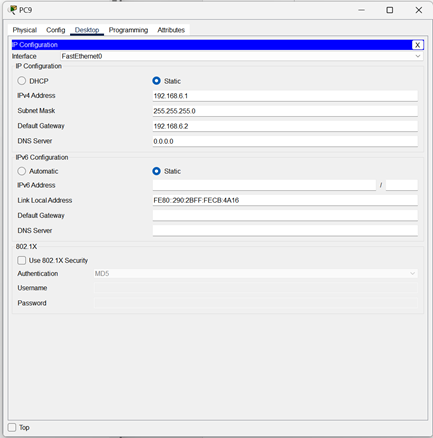 PC9
Physical Config Desktop Programming Attributes
IP Configuration X
Interface FastEthernet0
IP Configuration
DHCP Static
IPv4 Address 192.168.6.1
Subnet Mask 255.255.255.0
Default Gateway 192.168.6.2
DNS Server 0.0.0.0
IPv6 Configuration
Automatic Static
IPv6 Address /
Link Local Address FE80::290:2BFF:FECB:4A16
Default Gateway
DNS Server
802.1X
Use 802.1X Security
Authentication MD5
Username
Password
Top